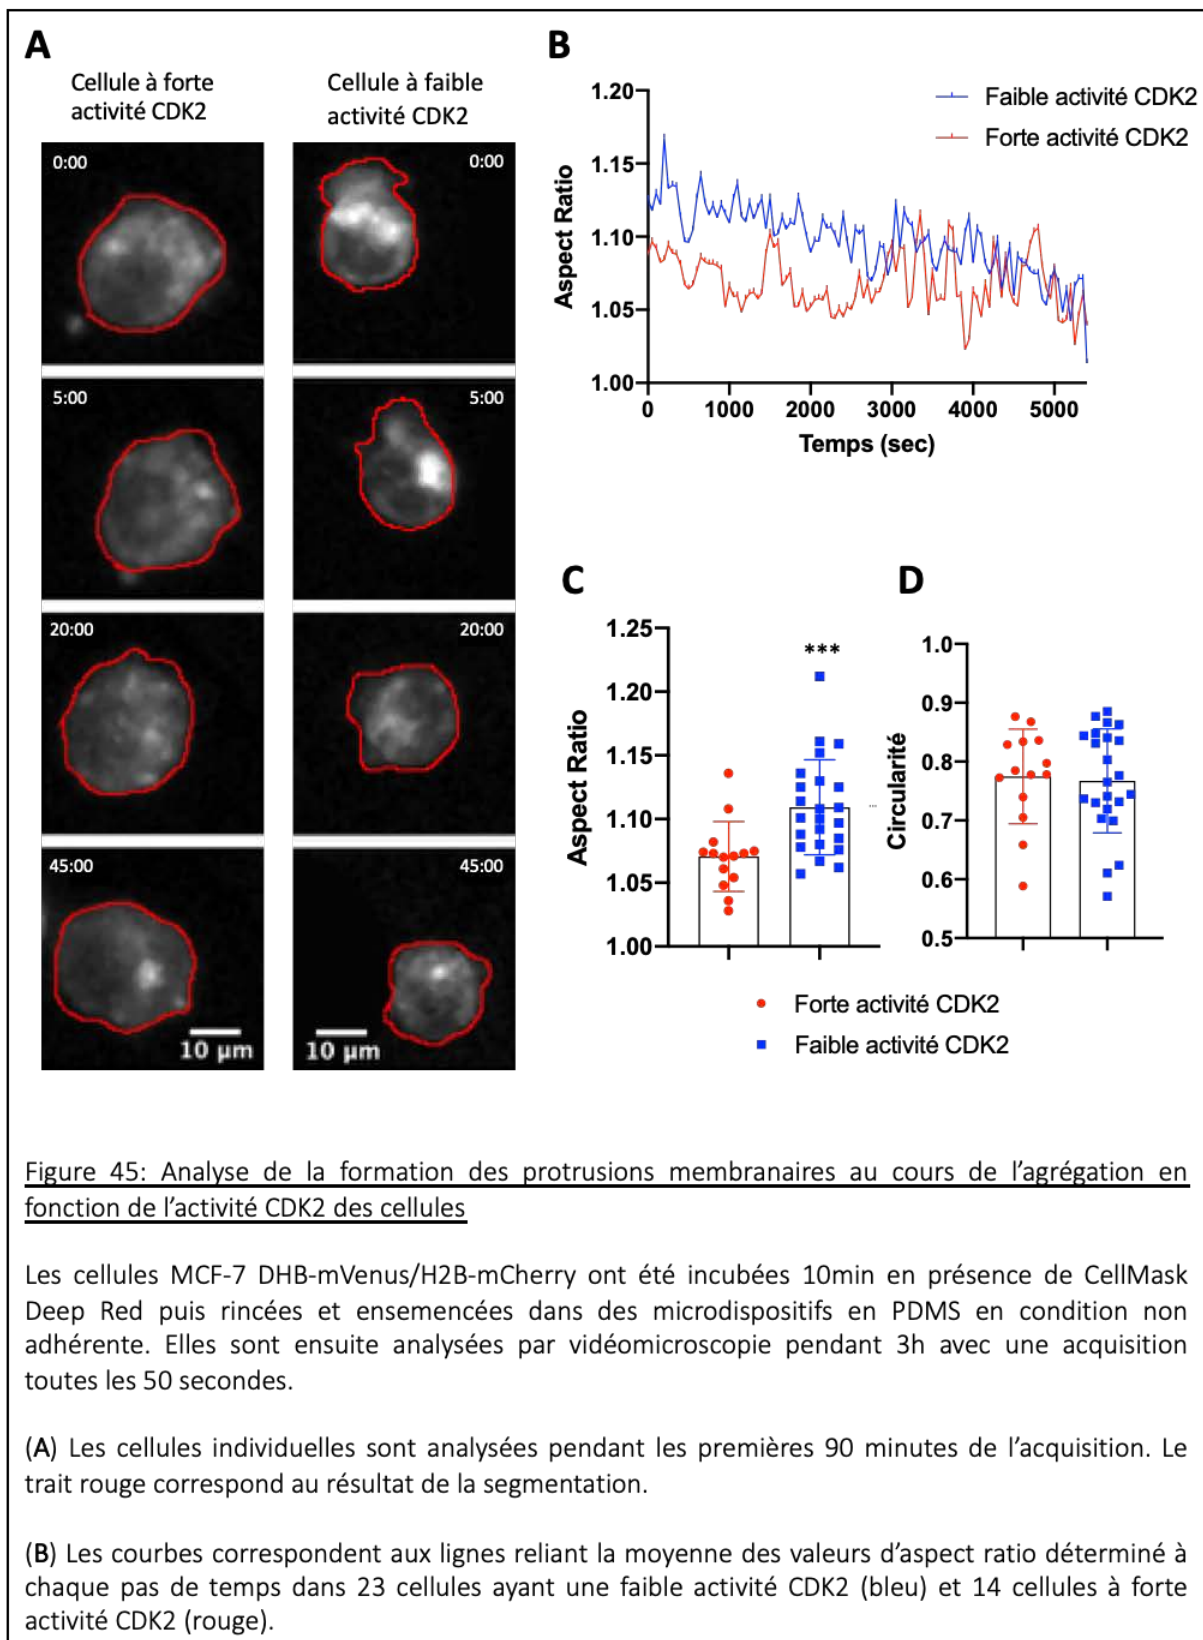 A
Cellule à forte
activité CDK2
Cellule à faible
activité CDK2
0:00
0:00
5:00
5:00
20:00
20:00
45:00
45:00
10 µm
10 µm
B
Faible activité CDK2
Forte activité CDK2
1.20
1.15
1.10
1.05
1.00
Aspect Ratio
0
1000
2000
3000
4000
5000
Temps (sec)
C
1.25
1.20
1.15
1.10
1.05
1.00
Aspect Ratio
***
D
1.0
0.9
0.8
0.7
0.6
0.5
Circularité
Forte activité CDK2
Faible activité CDK2
Figure 45: Analyse de la formation des protrusions membranaires au cours de l’agrégation en
fonction de l’activité CDK2 des cellules
Les cellules MCF-7 DHB-mVenus/H2B-mCherry ont été incubées 10min en présence de CellMask
Deep Red puis rincées et ensemencées dans des microdispositifs en PDMS en condition non
adhérente. Elles sont ensuite analysées par vidéomicroscopie pendant 3h avec une acquisition
toutes les 50 secondes.
(A) Les cellules individuelles sont analysées pendant les premières 90 minutes de l’acquisition. Le
trait rouge correspond au résultat de la segmentation.
(B) Les courbes correspondent aux lignes reliant la moyenne des valeurs d’aspect ratio déterminé à
chaque pas de temps dans 23 cellules ayant une faible activité CDK2 (bleu) et 14 cellules à forte
activité CDK2 (rouge).